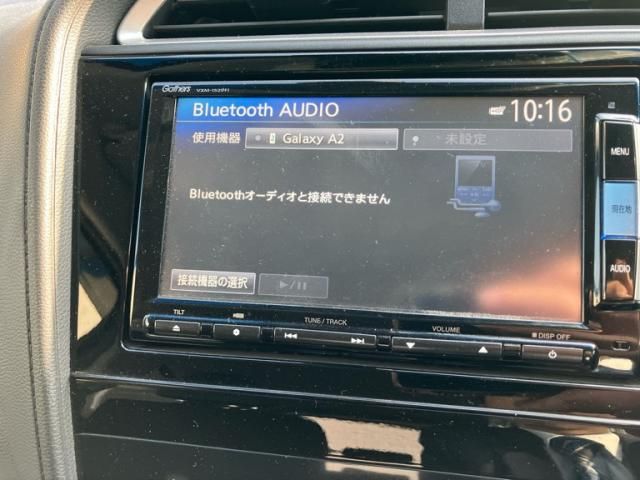 Gathers
Bluetooth AUDIO
10:16
使用機器 Galaxy A2 未設定
Bluetoothオーディオと接続できません
接続機器の選択
MENU
現在地
AUDIO
TILT
TUNE/TRACK
VOLUME
DISP OFF